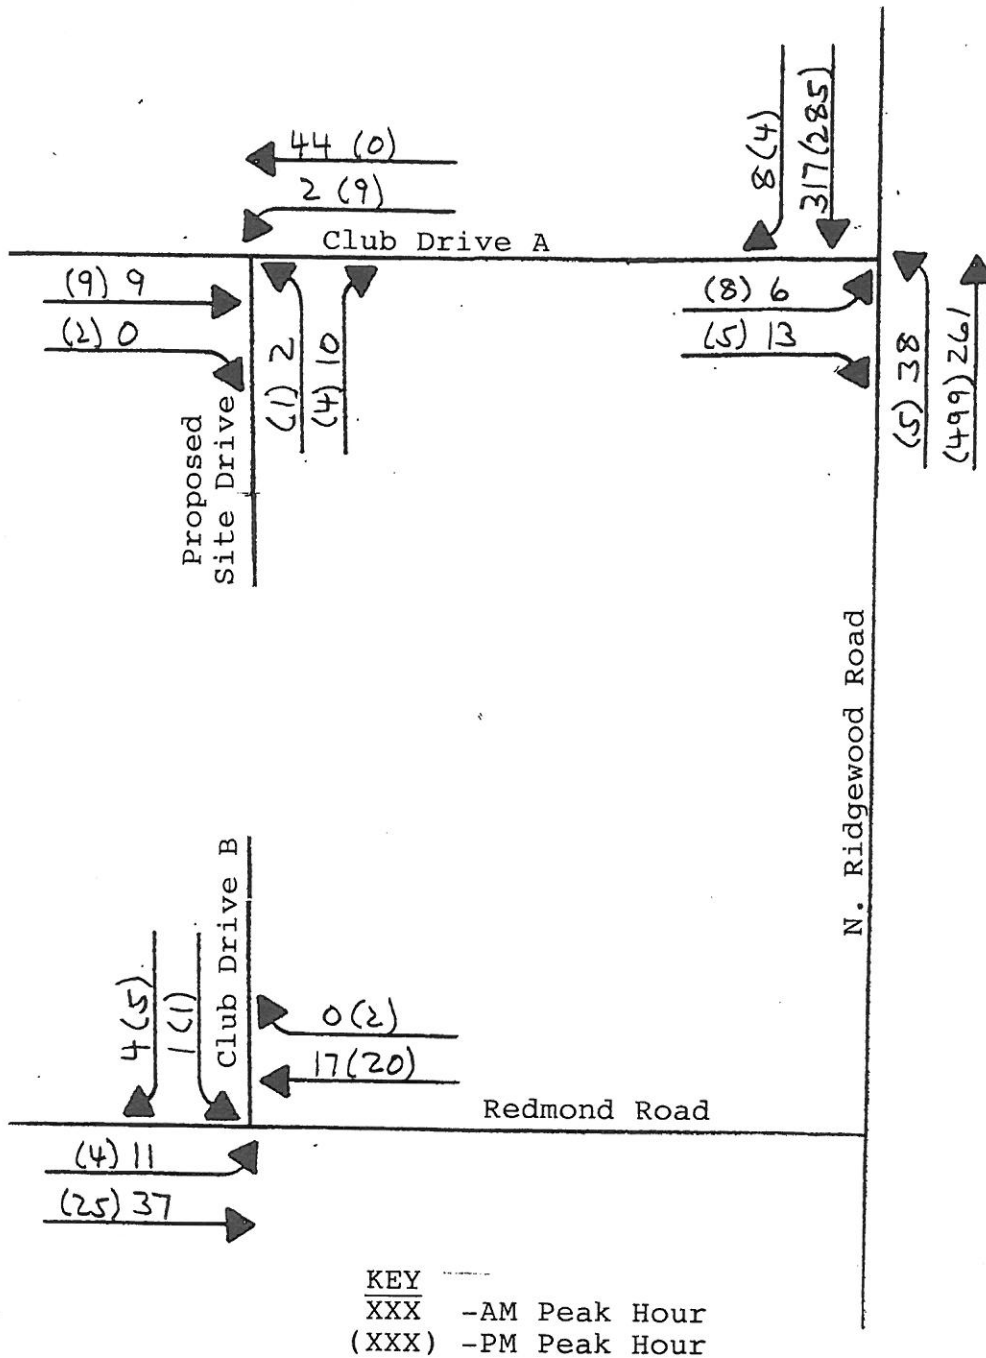 44 (0)
2 (9)
8(4)
317(285)
Club Drive A
(9) 9
(2) 0
(1) 2
(4) 10
(8) 6
(5) 13
(5) 38
(499) 261
Proposed
Site Drive
N. Ridgewood Road
Club Drive B
4(5)
1(1)
0(2)
17(20)
Redmond Road
(4) 11
(25) 37
KEY
XXX -AM Peak Hour
(XXX) -PM Peak Hour